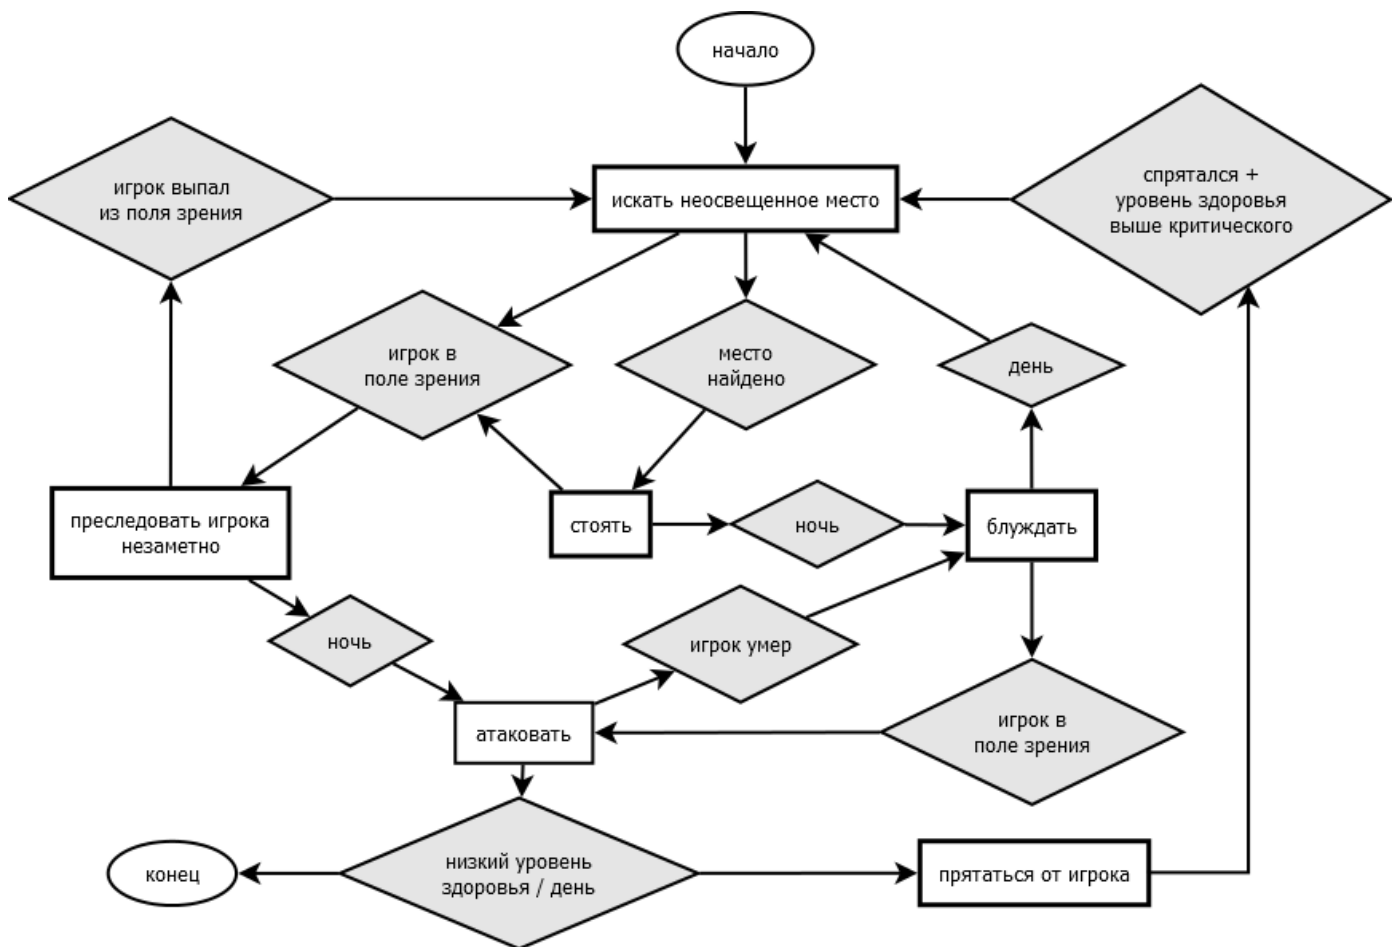 начало
игрок выпал
из поля зрения
искать неосвещенное место
спрятался +
уровень здоровья
выше критического
игрок в
поле зрения
место
найдено
день
преследовать игрока
незаметно
стоять
ночь
блуждать
ночь
игрок умер
атаковать
игрок в
поле зрения
конец
низкий уровень
здоровья / день
прятаться от игрока